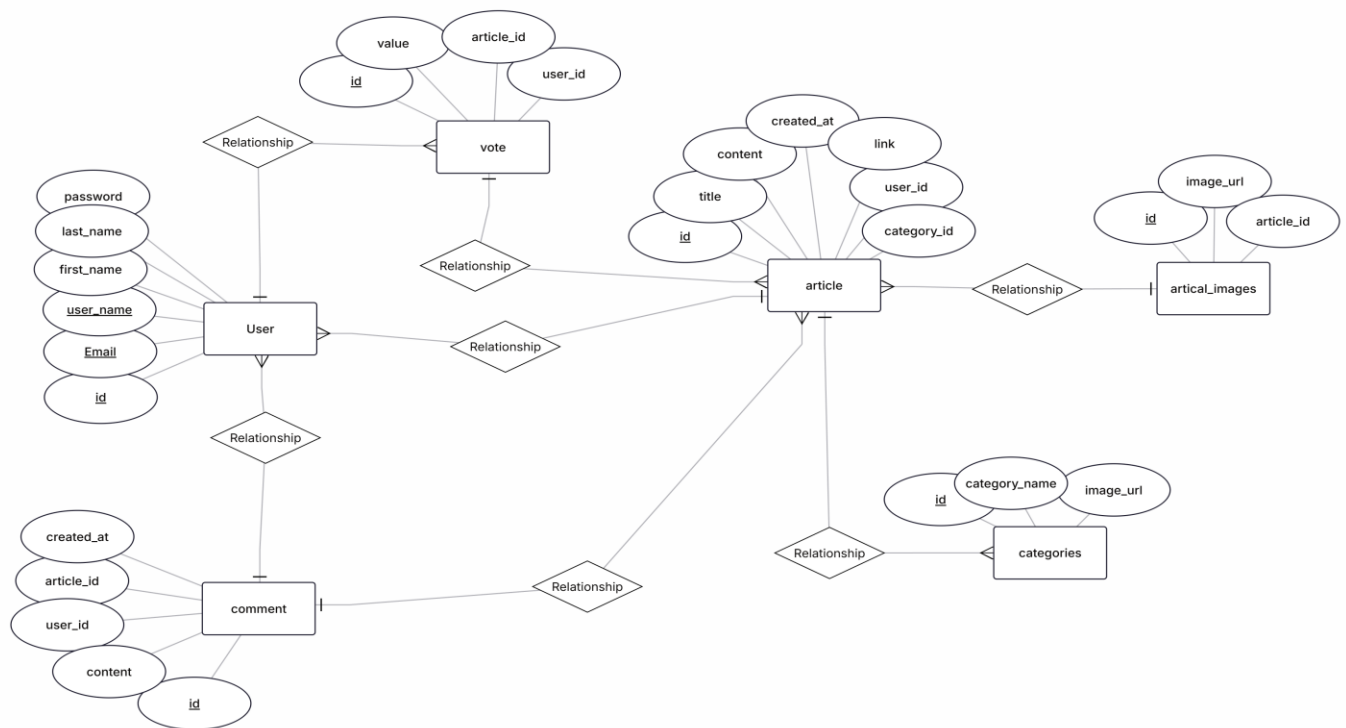 value
article_id
id
user_id
Relationship
vote
created_at
link
content
user_id
title
category_id
id
article
image_url
id
article_id
artical_images
Relationship
password
last_name
first_name
user_name
Email
id
User
Relationship
Relationship
Relationship
category_name
id
image_url
categories
Relationship
created_at
article_id
user_id
content
id
comment
Relationship